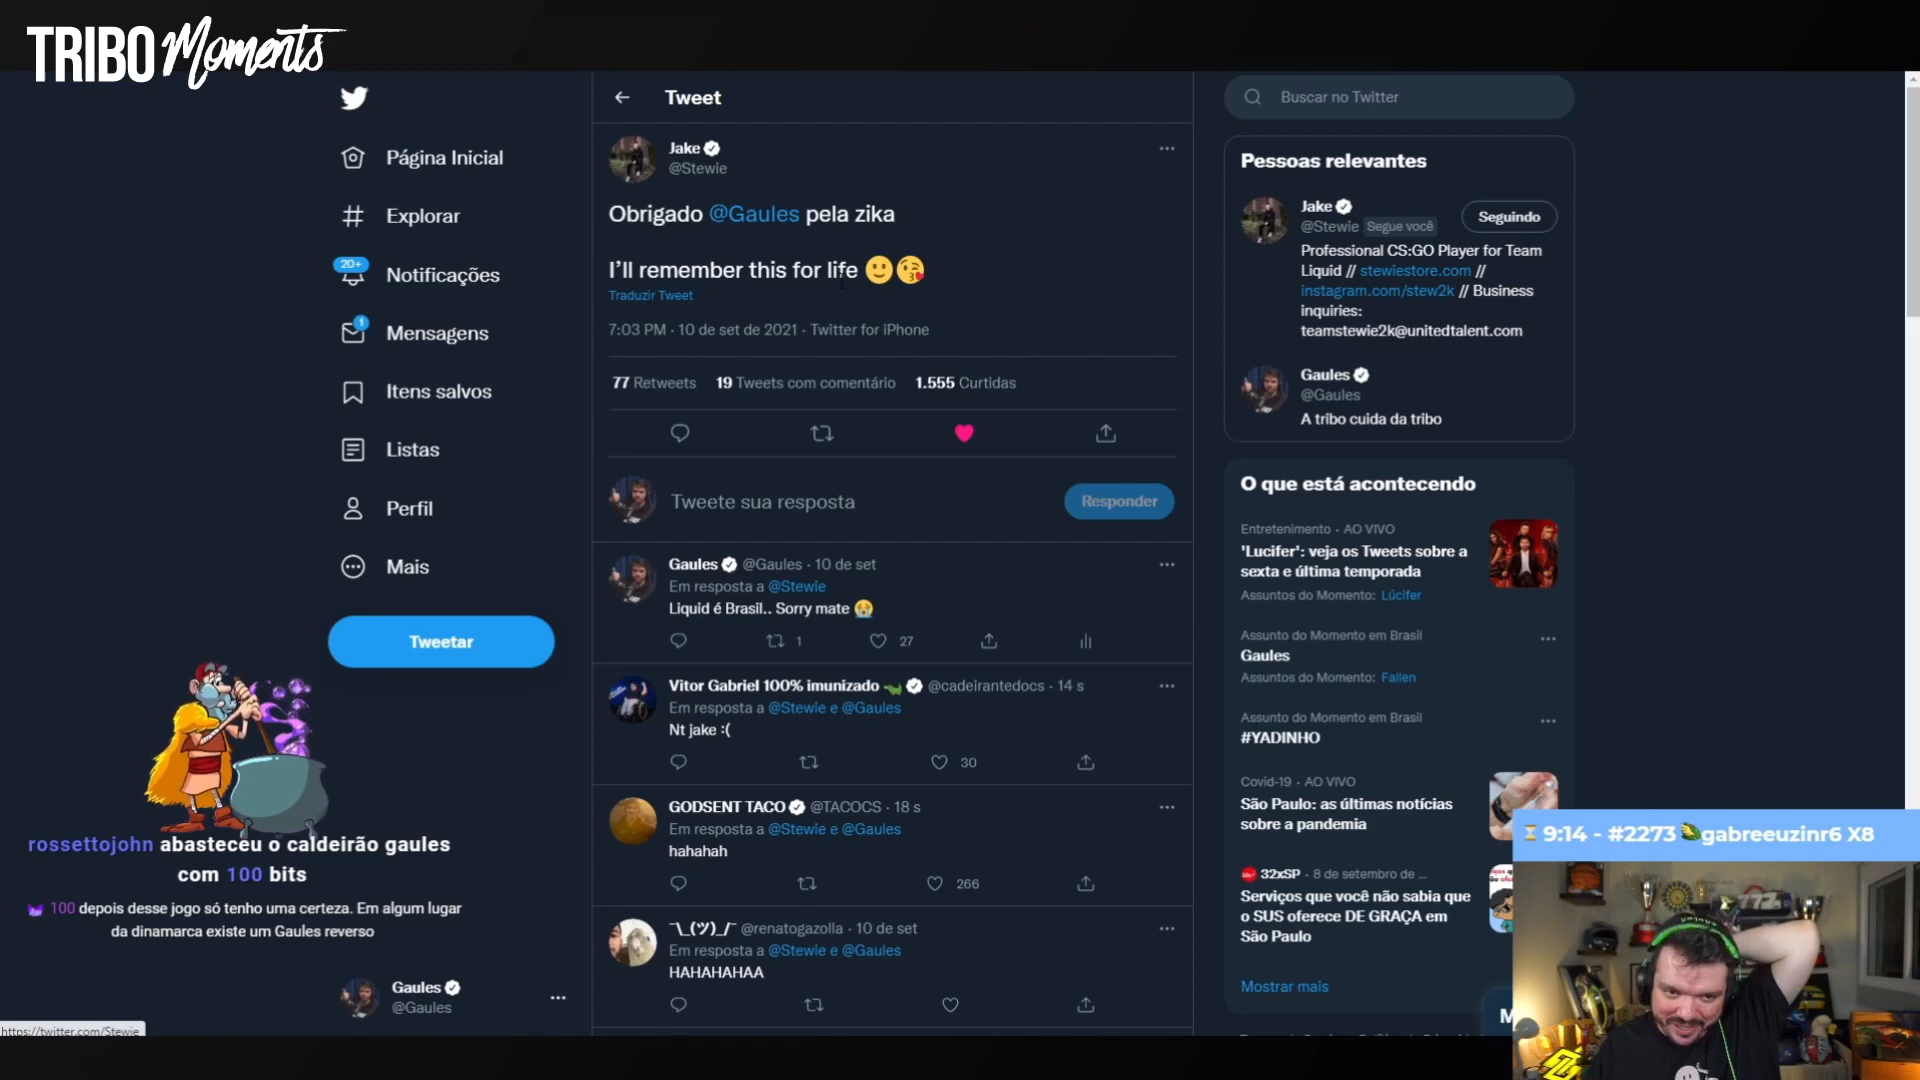 TRIBO Moments
Página Inicial
Explorar
20+
Notificações
1
Mensagens
Itens salvos
Listas
Perfil
Mais
Tweetar
rossettojohn abasteceu o caldeirão gaules
com 100 bits
100 depois desse jogo só tenho uma certeza. Em algum lugar
da dinamarca existe um Gaules reverso
Gaules
@Gaules
https://twitter.com/Stewie
Tweet
Jake
@Stewie
Obrigado @Gaules pela zika
I'll remember this for life 🙂😘
Traduzir Tweet
7:03 PM · 10 de set de 2021 · Twitter for iPhone
77 Retweets 19 Tweets com comentário 1.555 Curtidas
Tweete sua resposta
Responder
Gaules @Gaules · 10 de set
Em resposta a @Stewie
Liquid é Brasil.. Sorry mate 😭
1 27
Vitor Gabriel 100% imunizado 🐊 @cadeirantedocs · 14 s
Em resposta a @Stewie e @Gaules
Nt jake :(
30
GODSENT TACO @TACOCS · 18 s
Em resposta a @Stewie e @Gaules
hahahah
266
¯\_(ツ)_/¯ @renatogazolla · 10 de set
Em resposta a @Stewie e @Gaules
HAHAHAHAA
Buscar no Twitter
Pessoas relevantes
Jake
@Stewie Segue você
Seguindo
Professional CS:GO Player for Team
Liquid // stewiestore.com //
instagram.com/stew2k // Business
inquiries:
teamstewie2k@unitedtalent.com
Gaules
@Gaules
A tribo cuida da tribo
O que está acontecendo
Entretenimento · AO VIVO
'Lucifer': veja os Tweets sobre a
sexta e última temporada
Assuntos do Momento: Lúcifer
Assunto do Momento em Brasil
Gaules
Assuntos do Momento: Fallen
Assunto do Momento em Brasil
#YADINHO
Covid-19 · AO VIVO
São Paulo: as últimas notícias
sobre a pandemia
32xSP · 8 de setembro de ...
Serviços que você não sabia que
o SUS oferece DE GRAÇA em
São Paulo
Mostrar mais
9:14 - #2273 gabreeuzinr6 X8